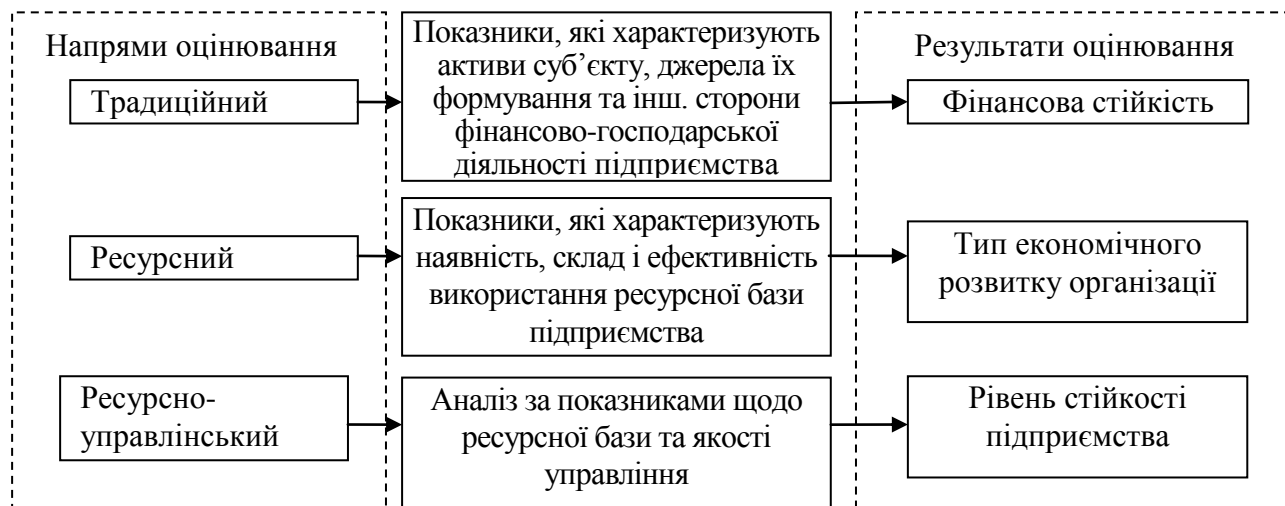 Напрями оцінювання
Традиційний
Показники, які характеризують
активи суб’єкту, джерела їх
формування та інш. сторони
фінансово-господарської
діяльності підприємства
Результати оцінювання
Фінансова стійкість
Ресурсний
Показники, які характеризують
наявність, склад і ефективність
використання ресурсної бази
підприємства
Тип економічного
розвитку організації
Ресурсно-
управлінський
Аналіз за показниками щодо
ресурсної бази та якості
управління
Рівень стійкості
підприємства